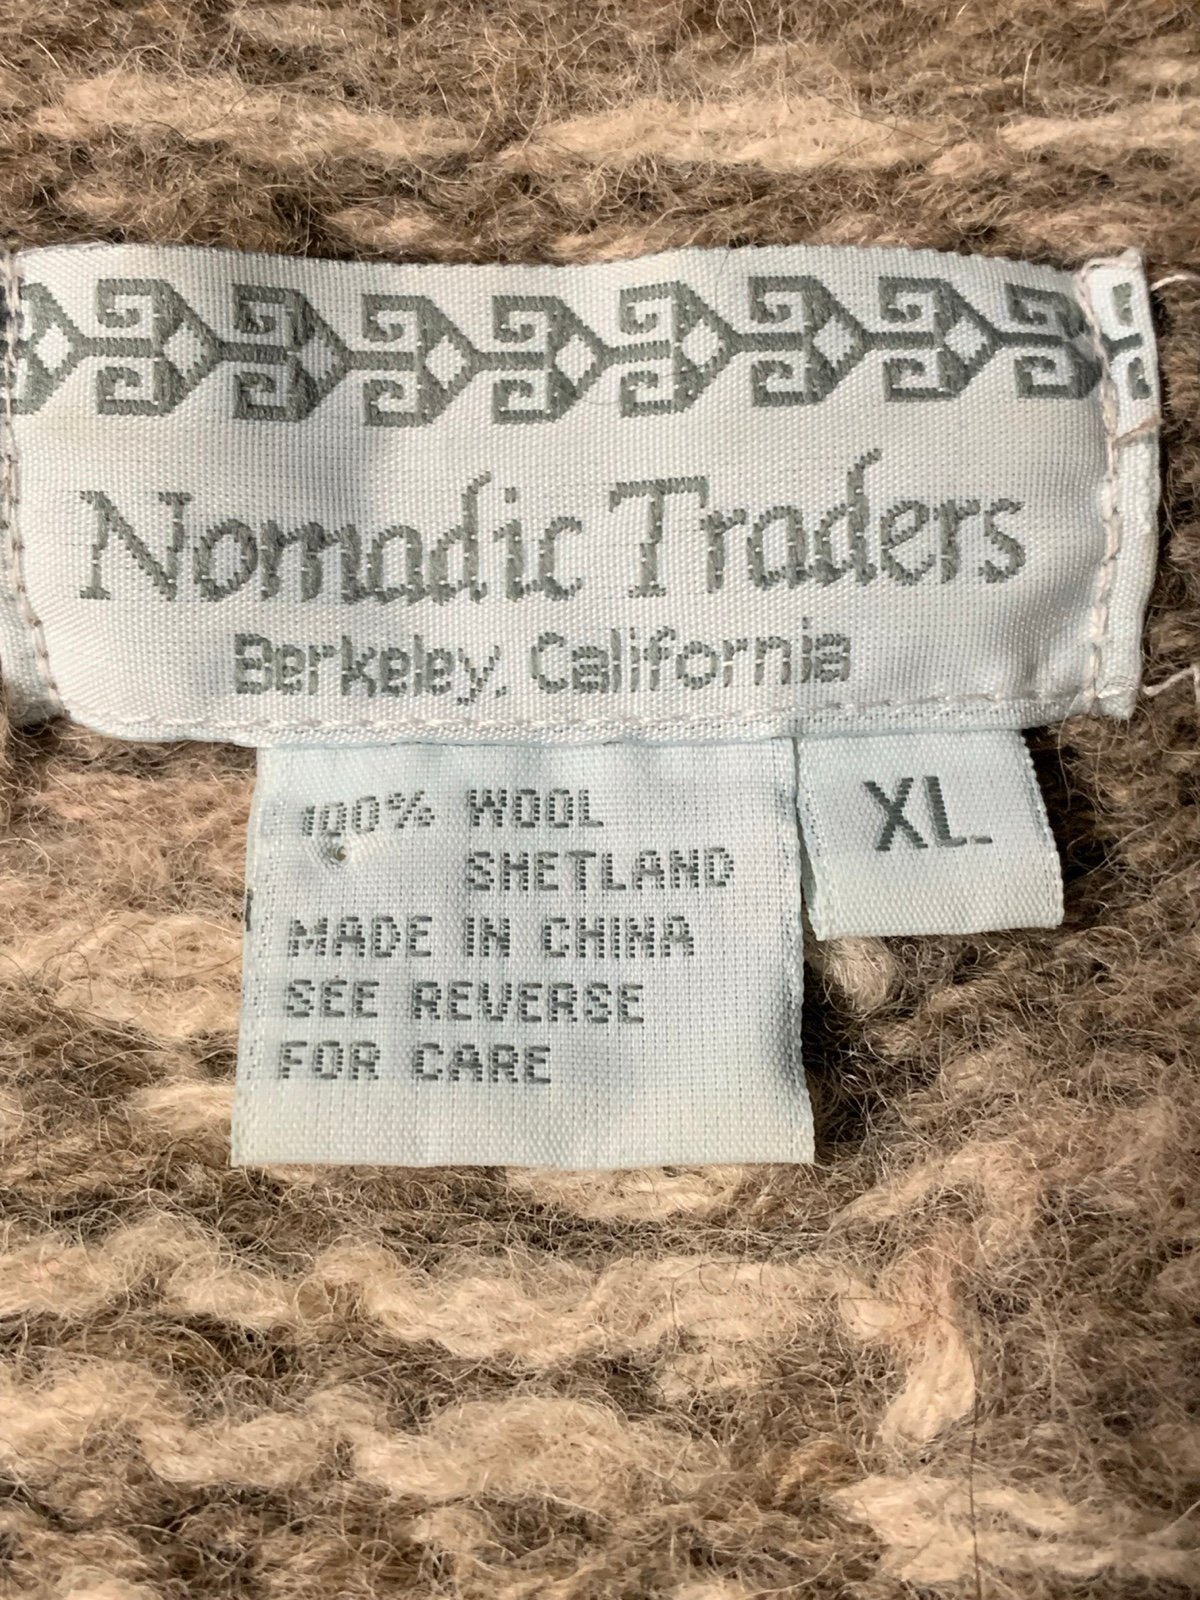 Nomadic Traders
Berkeley, California
XL
100% WOOL
SHETLAND
MADE IN CHINA
SEE REVERSE
FOR CARE